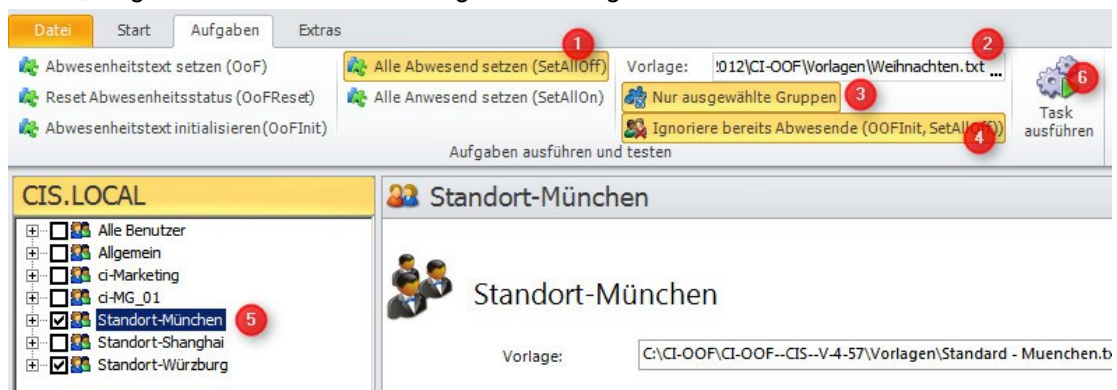 Datei Start Aufgaben Extras
Abwesenheitstext setzen (OoF)
Reset Abwesenheitsstatus (OoFReset)
Abwesenheitstext initialisieren(OoFInit)
Alle Abwesend setzen (SetAllOff) 1
Alle Anwesend setzen (SetAllOn)
Vorlage: !012\CI-OOF\Vorlagen\Weihnachten.txt ... 2
Nur ausgewählte Gruppen 3
Ignoriere bereits Abwesende (OOFInit, SetAllOff)) 4
6
Task
ausführen
Aufgaben ausführen und testen
CIS.LOCAL
Alle Benutzer
Allgemein
ci-Marketing
ci-MG_01
Standort-München 5
Standort-Shanghai
Standort-Würzburg
Standort-München
Standort-München
Vorlage: C:\CI-OOF\CI-OOF--CIS--V-4-57\Vorlagen\Standard - Muenchen.tx